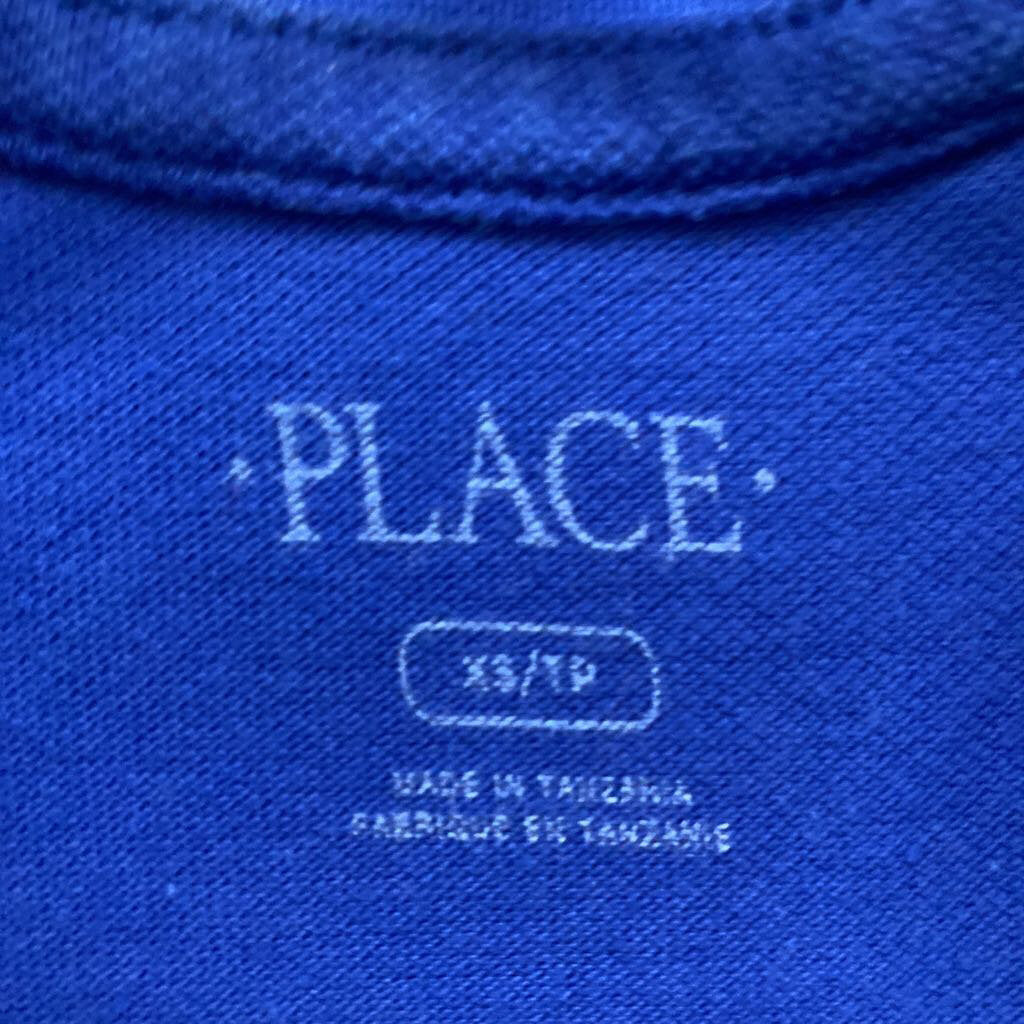 ·PLACE·
XS/TP
MADE IN TANZANIA
FABRIQUÉ EN TANZANIE